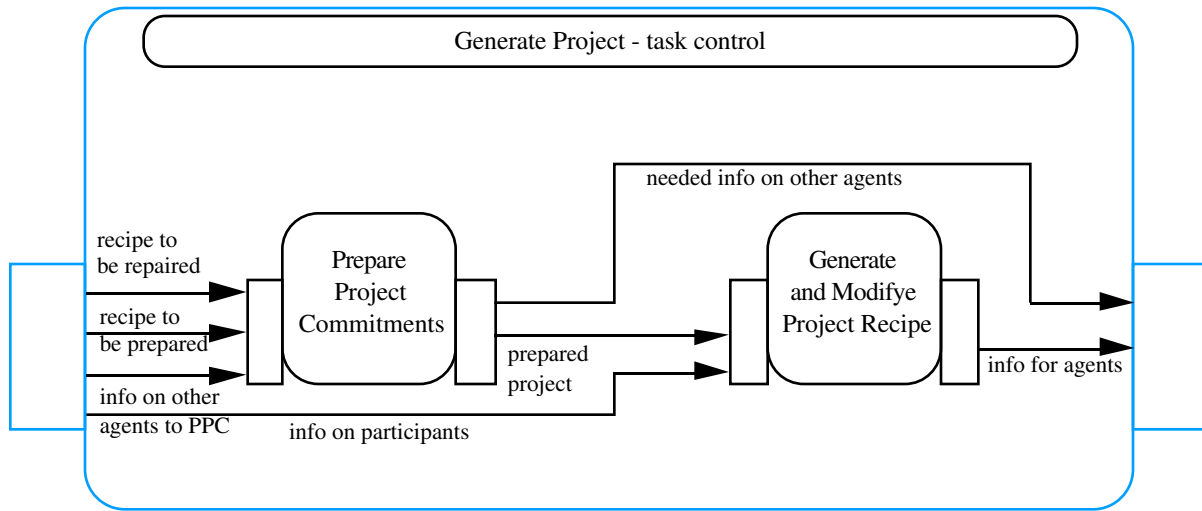 Generate Project - task control
needed info on other agents
recipe to
be repaired
Prepare
Project
Commitments
Generate
and Modifye
Project Recipe
recipe to
be prepared
prepared
project
info for agents
info on other
agents to PPC
info on participants